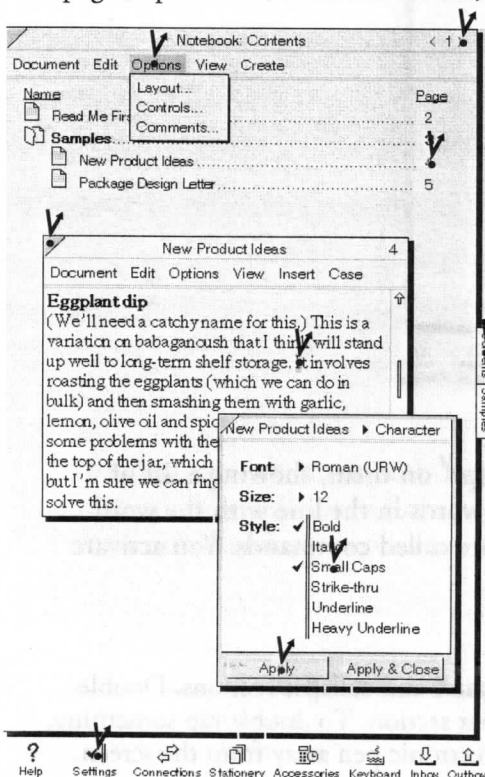 Notebook: Contents < 1 >
Document Edit Options View Create
Layout...
Controls...
Comments...
Name Page
Read Me Firs 2
Samples
New Product Ideas
Package Design Letter 5
New Product Ideas 4
Document Edit Options View Insert Case
Eggplant dip
(We'll need a catchy name for this.) This is a
variation on babaganoush that I think will stand
up well to long-term shelf storage. It involves
roasting the eggplants (which we can do in
bulk) and then smashing them with garlic,
lemon, olive oil and spic
some problems with the
the top of the jar, which
but I'm sure we can find
solve this.
New Product Ideas ▸ Character
Font ▸ Roman (URW)
Size: ▸ 12
Style: ✓ Bold
Italic
✓ Small Caps
Strike-thru
Underline
Heavy Underline
Apply Apply & Close
Samples
? Help Settings Connections Stationery Accessories Keyboard Inbox Outbox